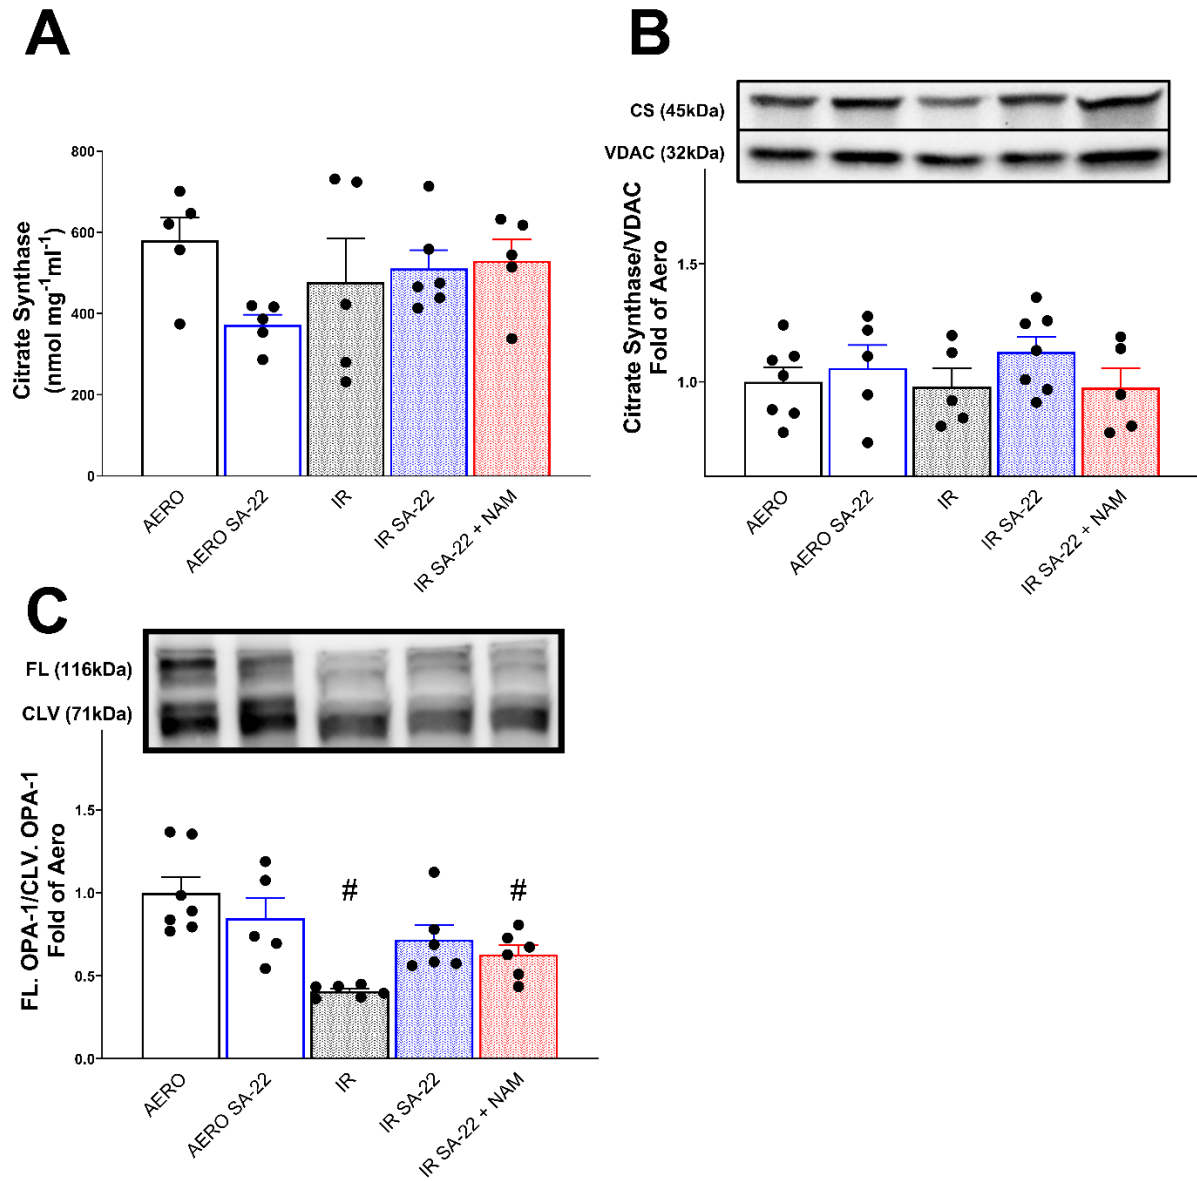 A
Citrate Synthase
(nmol mg⁻¹ml⁻¹)
800
600
400
200
0
AERO
AERO SA-22
IR
IR SA-22
IR SA-22 + NAM
B
CS (45kDa)
VDAC (32kDa)
Citrate Synthase/VDAC
Fold of Aero
1.5
1.0
AERO
AERO SA-22
IR
IR SA-22
IR SA-22 + NAM
C
FL (116kDa)
CLV (71kDa)
FL. OPA-1/CLV. OPA-1
Fold of Aero
1.5
1.0
0.5
0.0
#
#
AERO
AERO SA-22
IR
IR SA-22
IR SA-22 + NAM